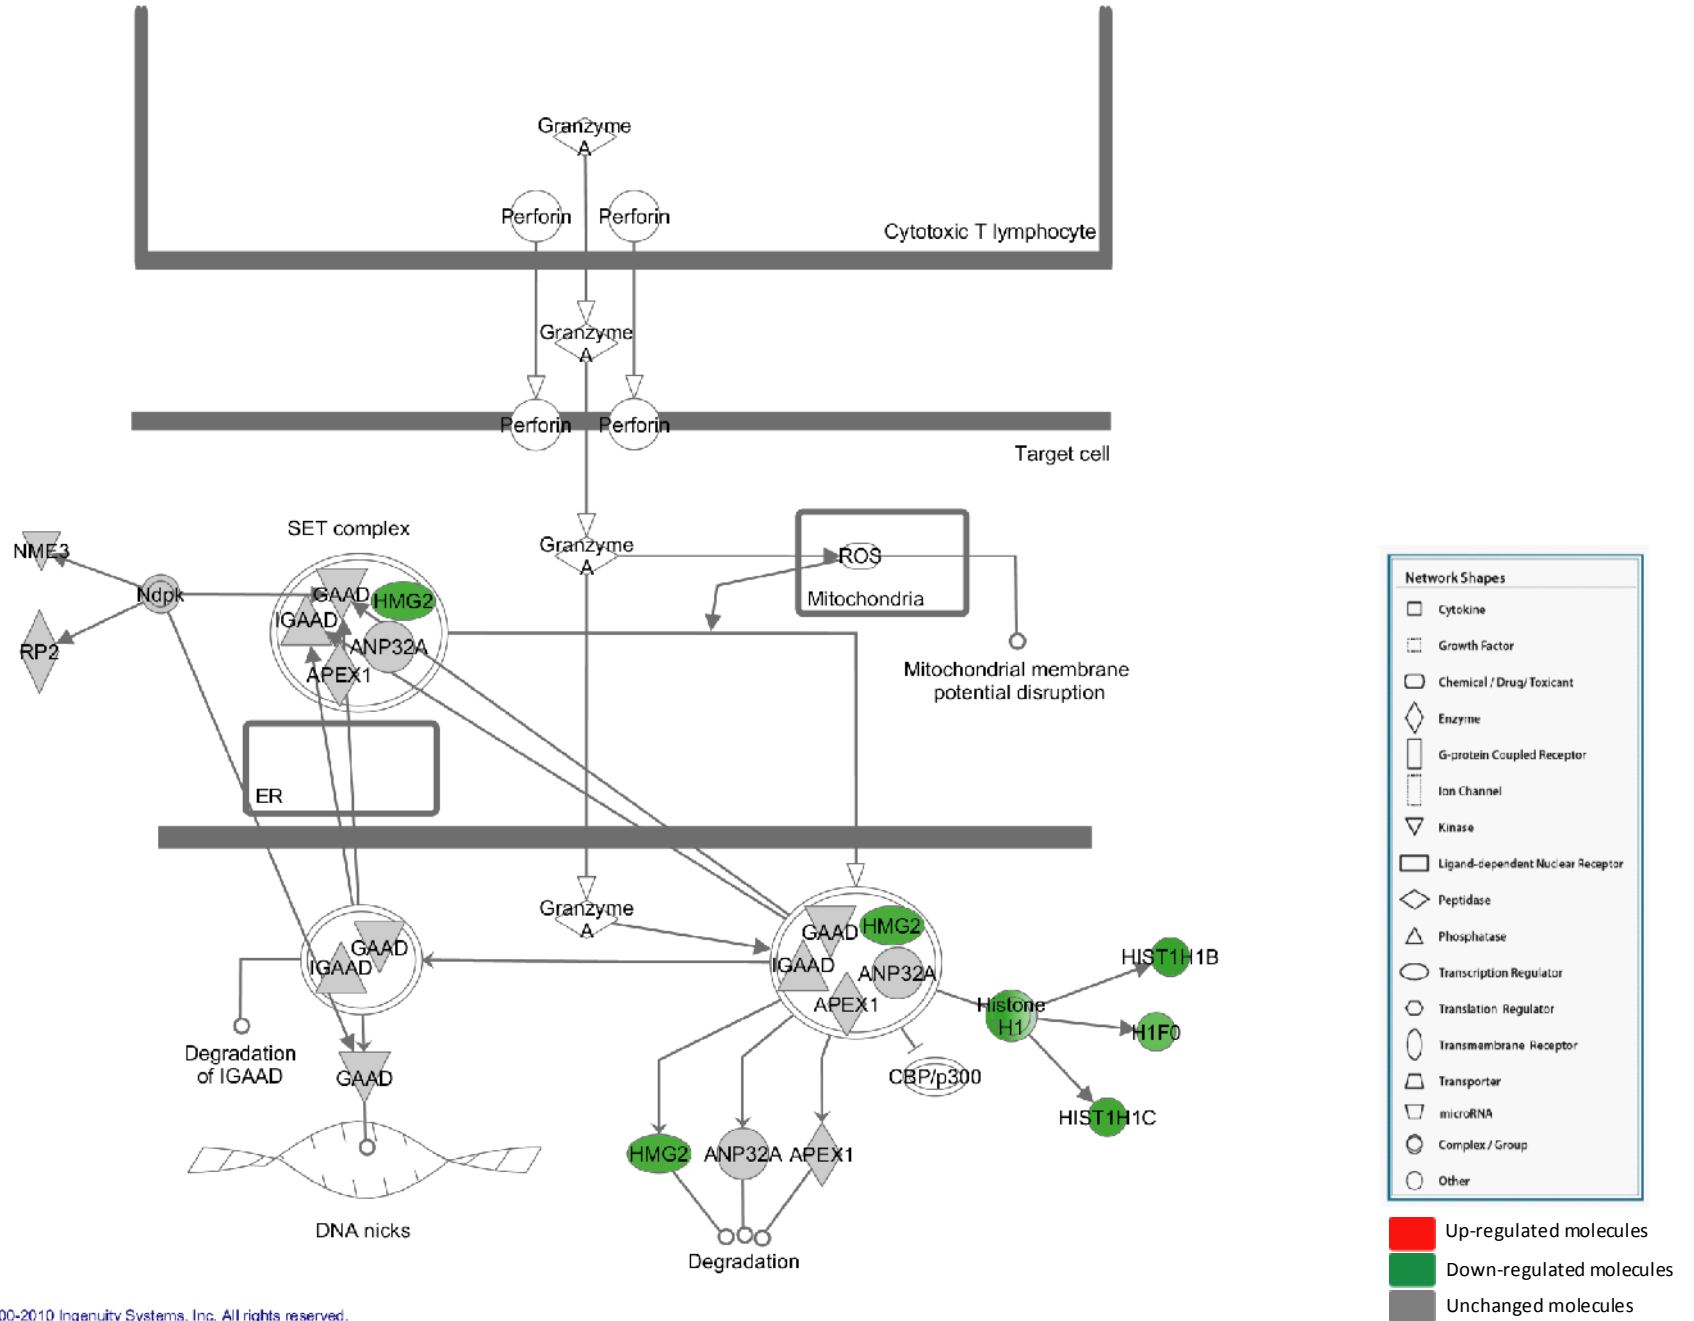 Granzyme
A
Perforin
Perforin
Cytotoxic T lymphocyte
Granzyme
A
Perforin
Perforin
Target cell
SET complex
NME3
Ndpk
RP2
GAAD
HMG2
IGAAD
ANP32A
APEX1
Granzyme
A
ROS
Mitochondria
Mitochondrial membrane
potential disruption
ER
Granzyme
A
GAAD
IGAAD
Degradation
of IGAAD
GAAD
DNA nicks
GAAD
HMG2
IGAAD
ANP32A
APEX1
Histone
H1
HIST1H1B
H1F0
HIST1H1C
CBP/p300
HMG2
ANP32A
APEX1
Degradation
Network Shapes
Cytokine
Growth Factor
Chemical / Drug/ Toxicant
Enzyme
G-protein Coupled Receptor
Ion Channel
Kinase
Ligand-dependent Nuclear Receptor
Peptidase
Phosphatase
Transcription Regulator
Translation Regulator
Transmembrane Receptor
Transporter
microRNA
Complex / Group
Other
Up-regulated molecules
Down-regulated molecules
Unchanged molecules
00-2010 Ingenuity Systems, Inc. All rights reserved.